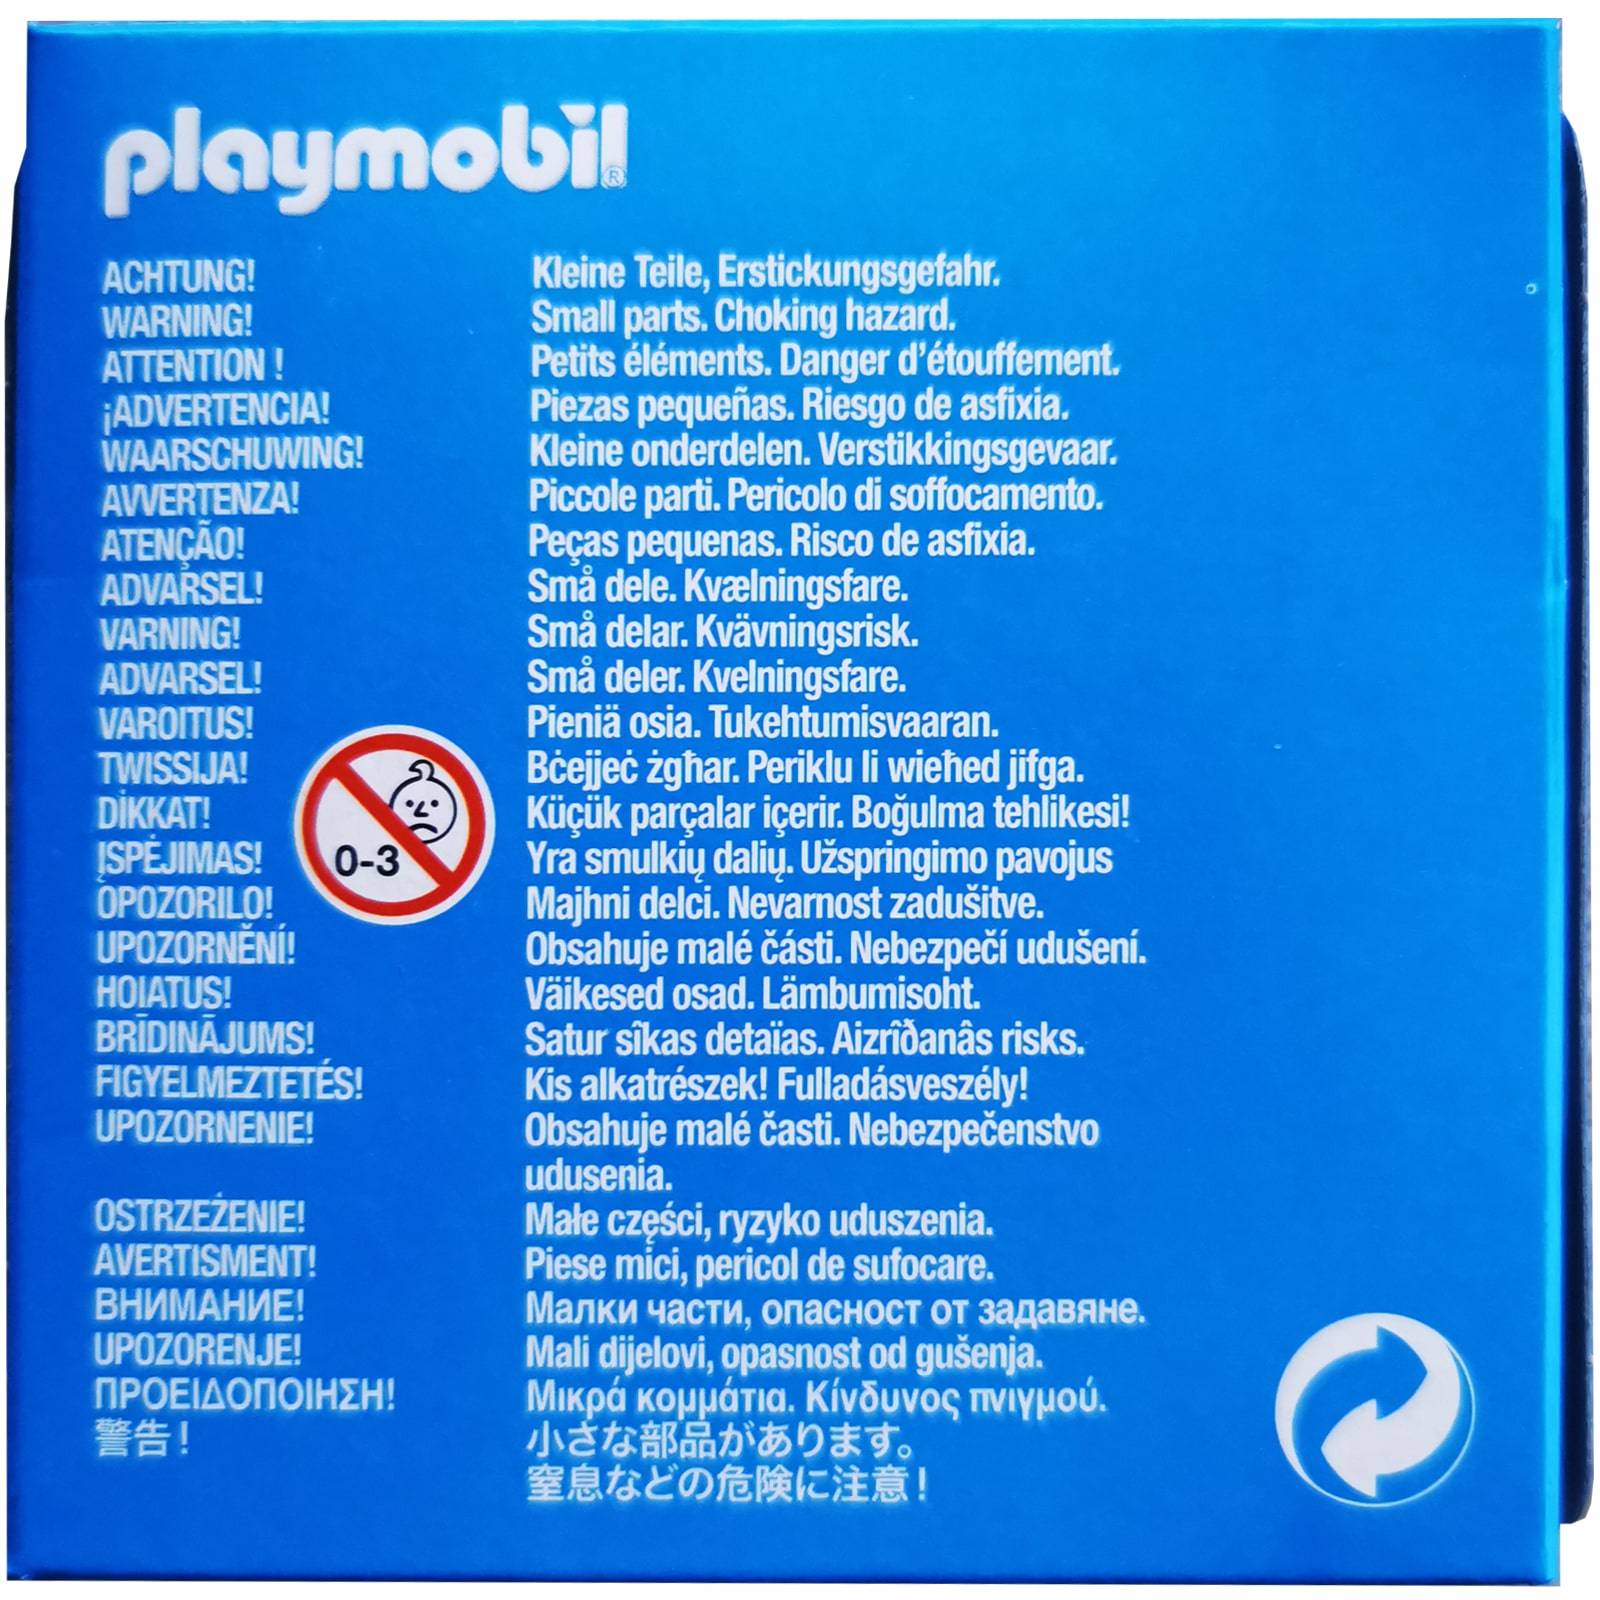 playmobil®
ACHTUNG! Kleine Teile, Erstickungsgefahr.
WARNING! Small parts. Choking hazard.
ATTENTION ! Petits éléments. Danger d'étouffement.
¡ADVERTENCIA! Piezas pequeñas. Riesgo de asfixia.
WAARSCHUWING! Kleine onderdelen. Verstikkingsgevaar.
AVVERTENZA! Piccole parti. Pericolo di soffocamento.
ATENÇÃO! Peças pequenas. Risco de asfixia.
ADVARSEL! Små dele. Kvælningsfare.
VARNING! Små delar. Kvävningsrisk.
ADVARSEL! Små deler. Kvelningsfare.
VAROITUS! Pieniä osia. Tukehtumisvaaran.
TWISSIJA! Bċejjeċ żgħar. Periklu li wieħed jifga.
DİKKAT! Küçük parçalar içerir. Boğulma tehlikesi!
ĮSPĖJIMAS! Yra smulkių dalių. Užspringimo pavojus
0-3
OPOZORILO! Majhni delci. Nevarnost zadušitve.
UPOZORNĚNÍ! Obsahuje malé části. Nebezpečí udušení.
HOIATUS! Väikesed osad. Lämbumisoht.
BRĪDINĀJUMS! Satur sîkas detaïas. Aizrîðanâs risks.
FIGYELMEZTETÉS! Kis alkatrészek! Fulladásveszély!
UPOZORNENIE! Obsahuje malé časti. Nebezpečenstvo
udusenia.
OSTRZEŻENIE! Małe części, ryzyko uduszenia.
AVERTISMENT! Piese mici, pericol de sufocare.
ВНИМАНИЕ! Малки части, опасност от задавяне.
UPOZORENJE! Mali dijelovi, opasnost od gušenja.
ΠΡΟΕΙΔΟΠΟΙΗΣΗ! Μικρά κομμάτια. Κίνδυνος πνιγμού.
警告！ 小さな部品があります。
窒息などの危険に注意！